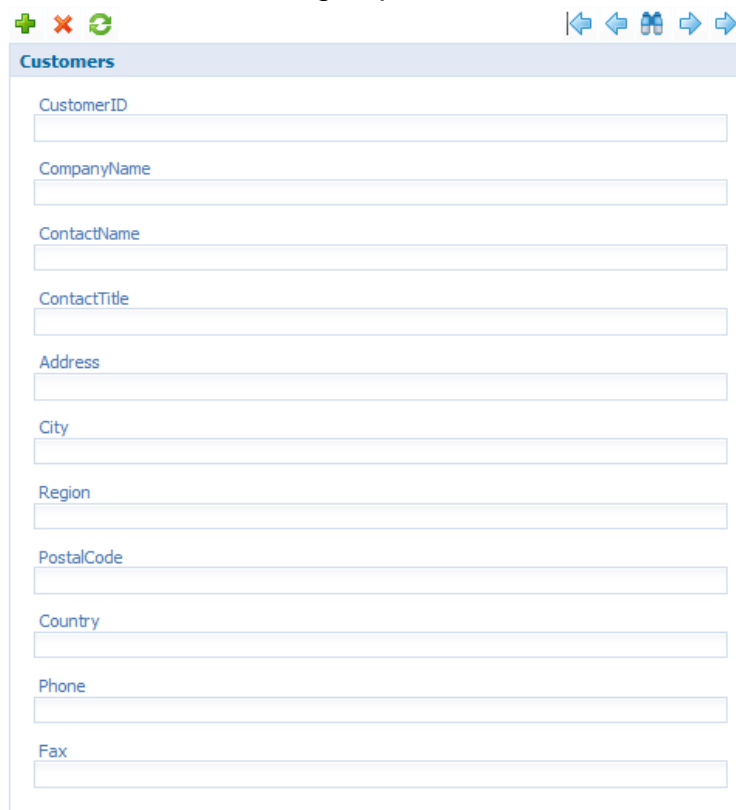 Customers
CustomerID
CompanyName
ContactName
ContactTitle
Address
City
Region
PostalCode
Country
Phone
Fax